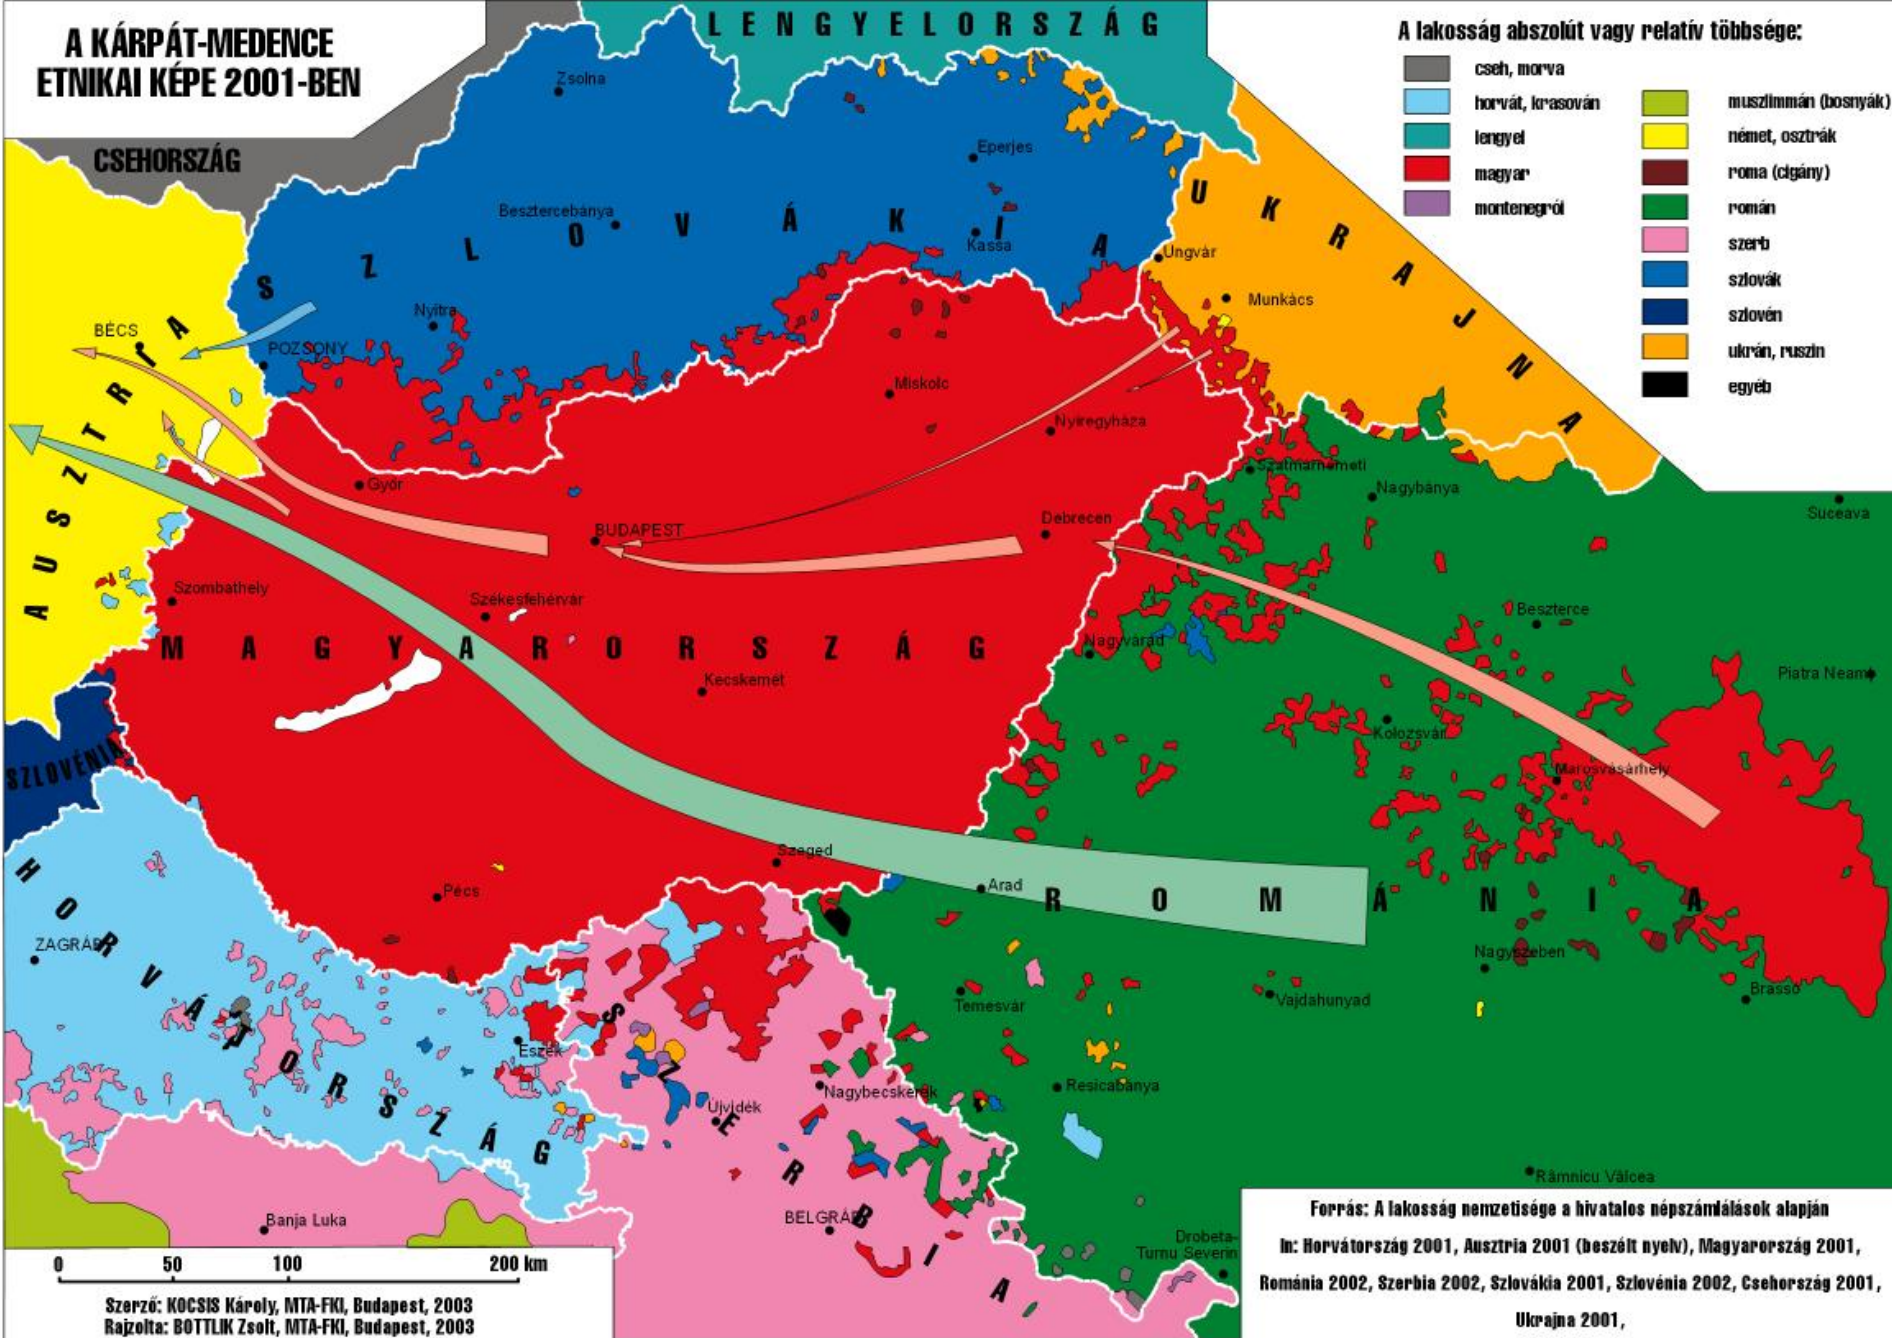 A KÁRPÁT-MEDENCE
ETNIKAI KÉPE 2001-BEN
LENGYELORSZÁG
CSEHORSZÁG
A lakosság abszolút vagy relatív többsége:
cseh, morva
horvát, krasován
lengyel
magyar
montenegrói
muszlimmán (bosnyák)
német, osztrák
roma (cigány)
román
szerb
szlovák
szlovén
ukrán, ruszin
egyéb
Zsolna
Eperjes
Besztercebánya
SZLOVÁKIA
Kassa
UKRAJNA
Ungvár
Munkács
Nyitra
BÉCS
POZSONY
AUSZTRIA
Miskolc
Nyíregyháza
Szatmárnémeti
Nagybánya
Suceava
Győr
BUDAPEST
Debrecen
Szombathely
Székesfehérvár
Beszterce
MAGYARORSZÁG
Nagyvárad
Piatra Neamţ
Kecskemét
Kolozsvár
SZLOVÉNIA
Marosvásárhely
Szeged
Arad
ROMÁNIA
Pécs
HORVÁTORSZÁG
ZAGRÁB
Nagyszeben
Brassó
Temesvár
Vajdahunyad
SZERBIA
Eszék
Nagybecskerek
Resicabánya
Újvidék
Râmnicu Vâlcea
Banja Luka
BELGRÁD
Drobeta-
Turnu Severin
0 50 100 200 km
Szerző: KOCSIS Károly, MTA-FKI, Budapest, 2003
Rajzolta: BOTTLIK Zsolt, MTA-FKI, Budapest, 2003
Forrás: A lakosság nemzetisége a hivatalos népszámlálások alapján
In: Horvátország 2001, Ausztria 2001 (beszélt nyelv), Magyarország 2001,
Románia 2002, Szerbia 2002, Szlovákia 2001, Szlovénia 2002, Csehország 2001,
Ukrajna 2001,